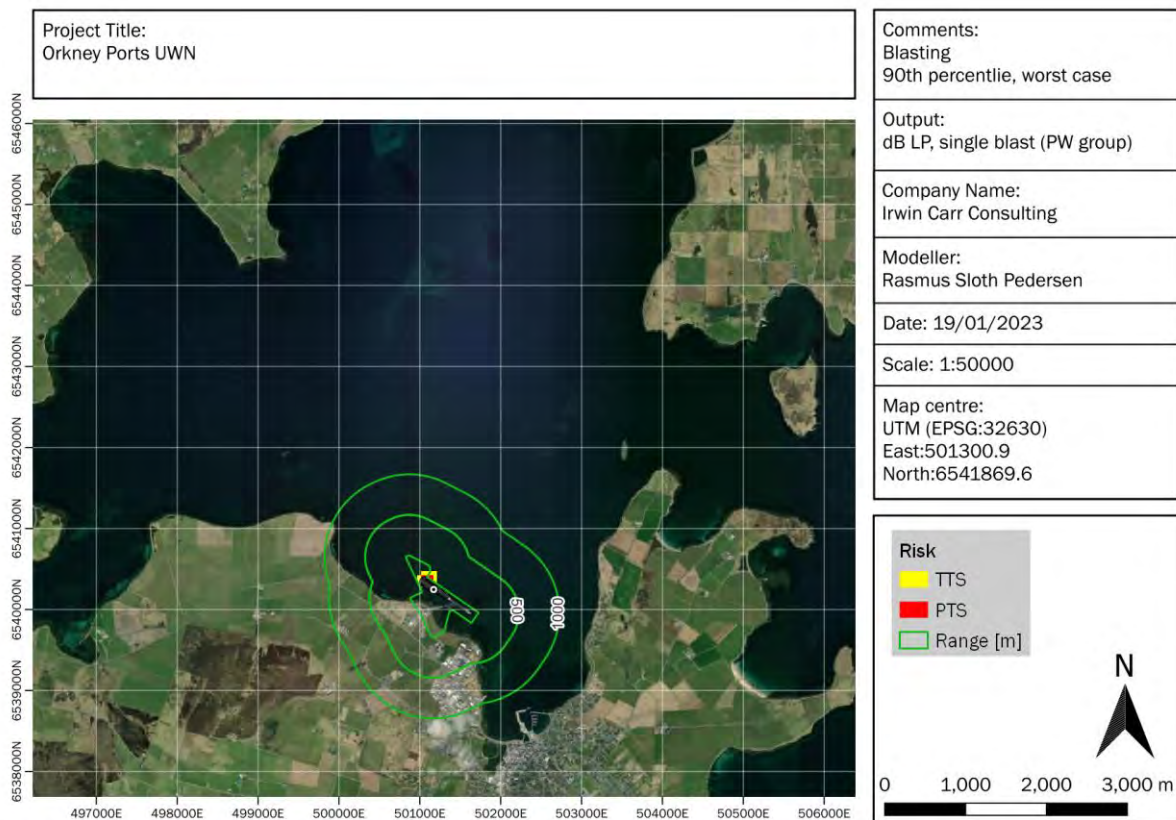 Project Title:
Orkney Ports UWN
Comments:
Blasting
90th percentlie, worst case
Output:
dB LP, single blast (PW group)
Company Name:
Irwin Carr Consulting
Modeller:
Rasmus Sloth Pedersen
Date: 19/01/2023
Scale: 1:50000
Map centre:
UTM (EPSG:32630)
East:501300.9
North:6541869.6
6546000N
6545000N
6544000N
6543000N
6542000N
6541000N
6540000N
6539000N
6538000N
500
1000
497000E
498000E
499000E
500000E
501000E
502000E
503000E
504000E
505000E
506000E
Risk
TTS
PTS
Range [m]
N
0 1,000 2,000 3,000 m